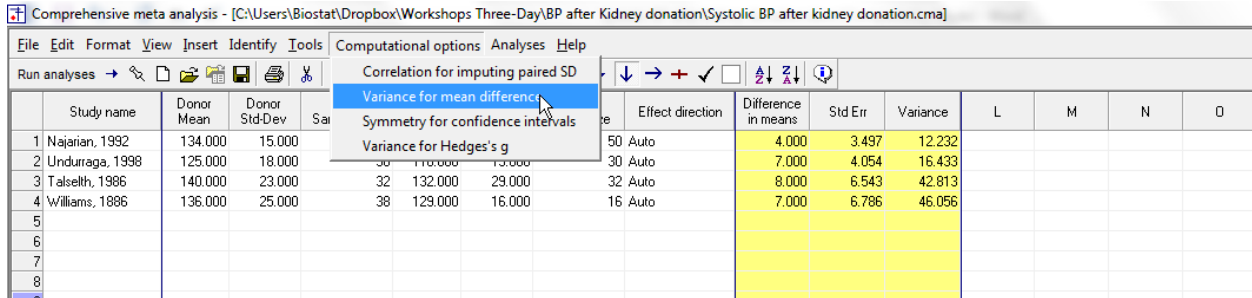 Comprehensive meta analysis - [C:\Users\Biostat\Dropbox\Workshops Three-Day\BP after Kidney donation\Systolic BP after kidney donation.cma]
File Edit Format View Insert Identify Tools Computational options Analyses Help
Run analyses
Correlation for imputing paired SD
Variance for mean difference
Symmetry for confidence intervals
Variance for Hedges's g
Study name Donor Mean Donor Std-Dev Effect direction Difference in means Std Err Variance L M N O
1 Najarian, 1992 134.000 15.000 50 Auto 4.000 3.497 12.232
2 Undurraga, 1998 125.000 18.000 30 Auto 7.000 4.054 16.433
3 Talselth, 1986 140.000 23.000 32 132.000 29.000 32 Auto 8.000 6.543 42.813
4 Williams, 1886 136.000 25.000 38 129.000 16.000 16 Auto 7.000 6.786 46.056
5
6
7
8